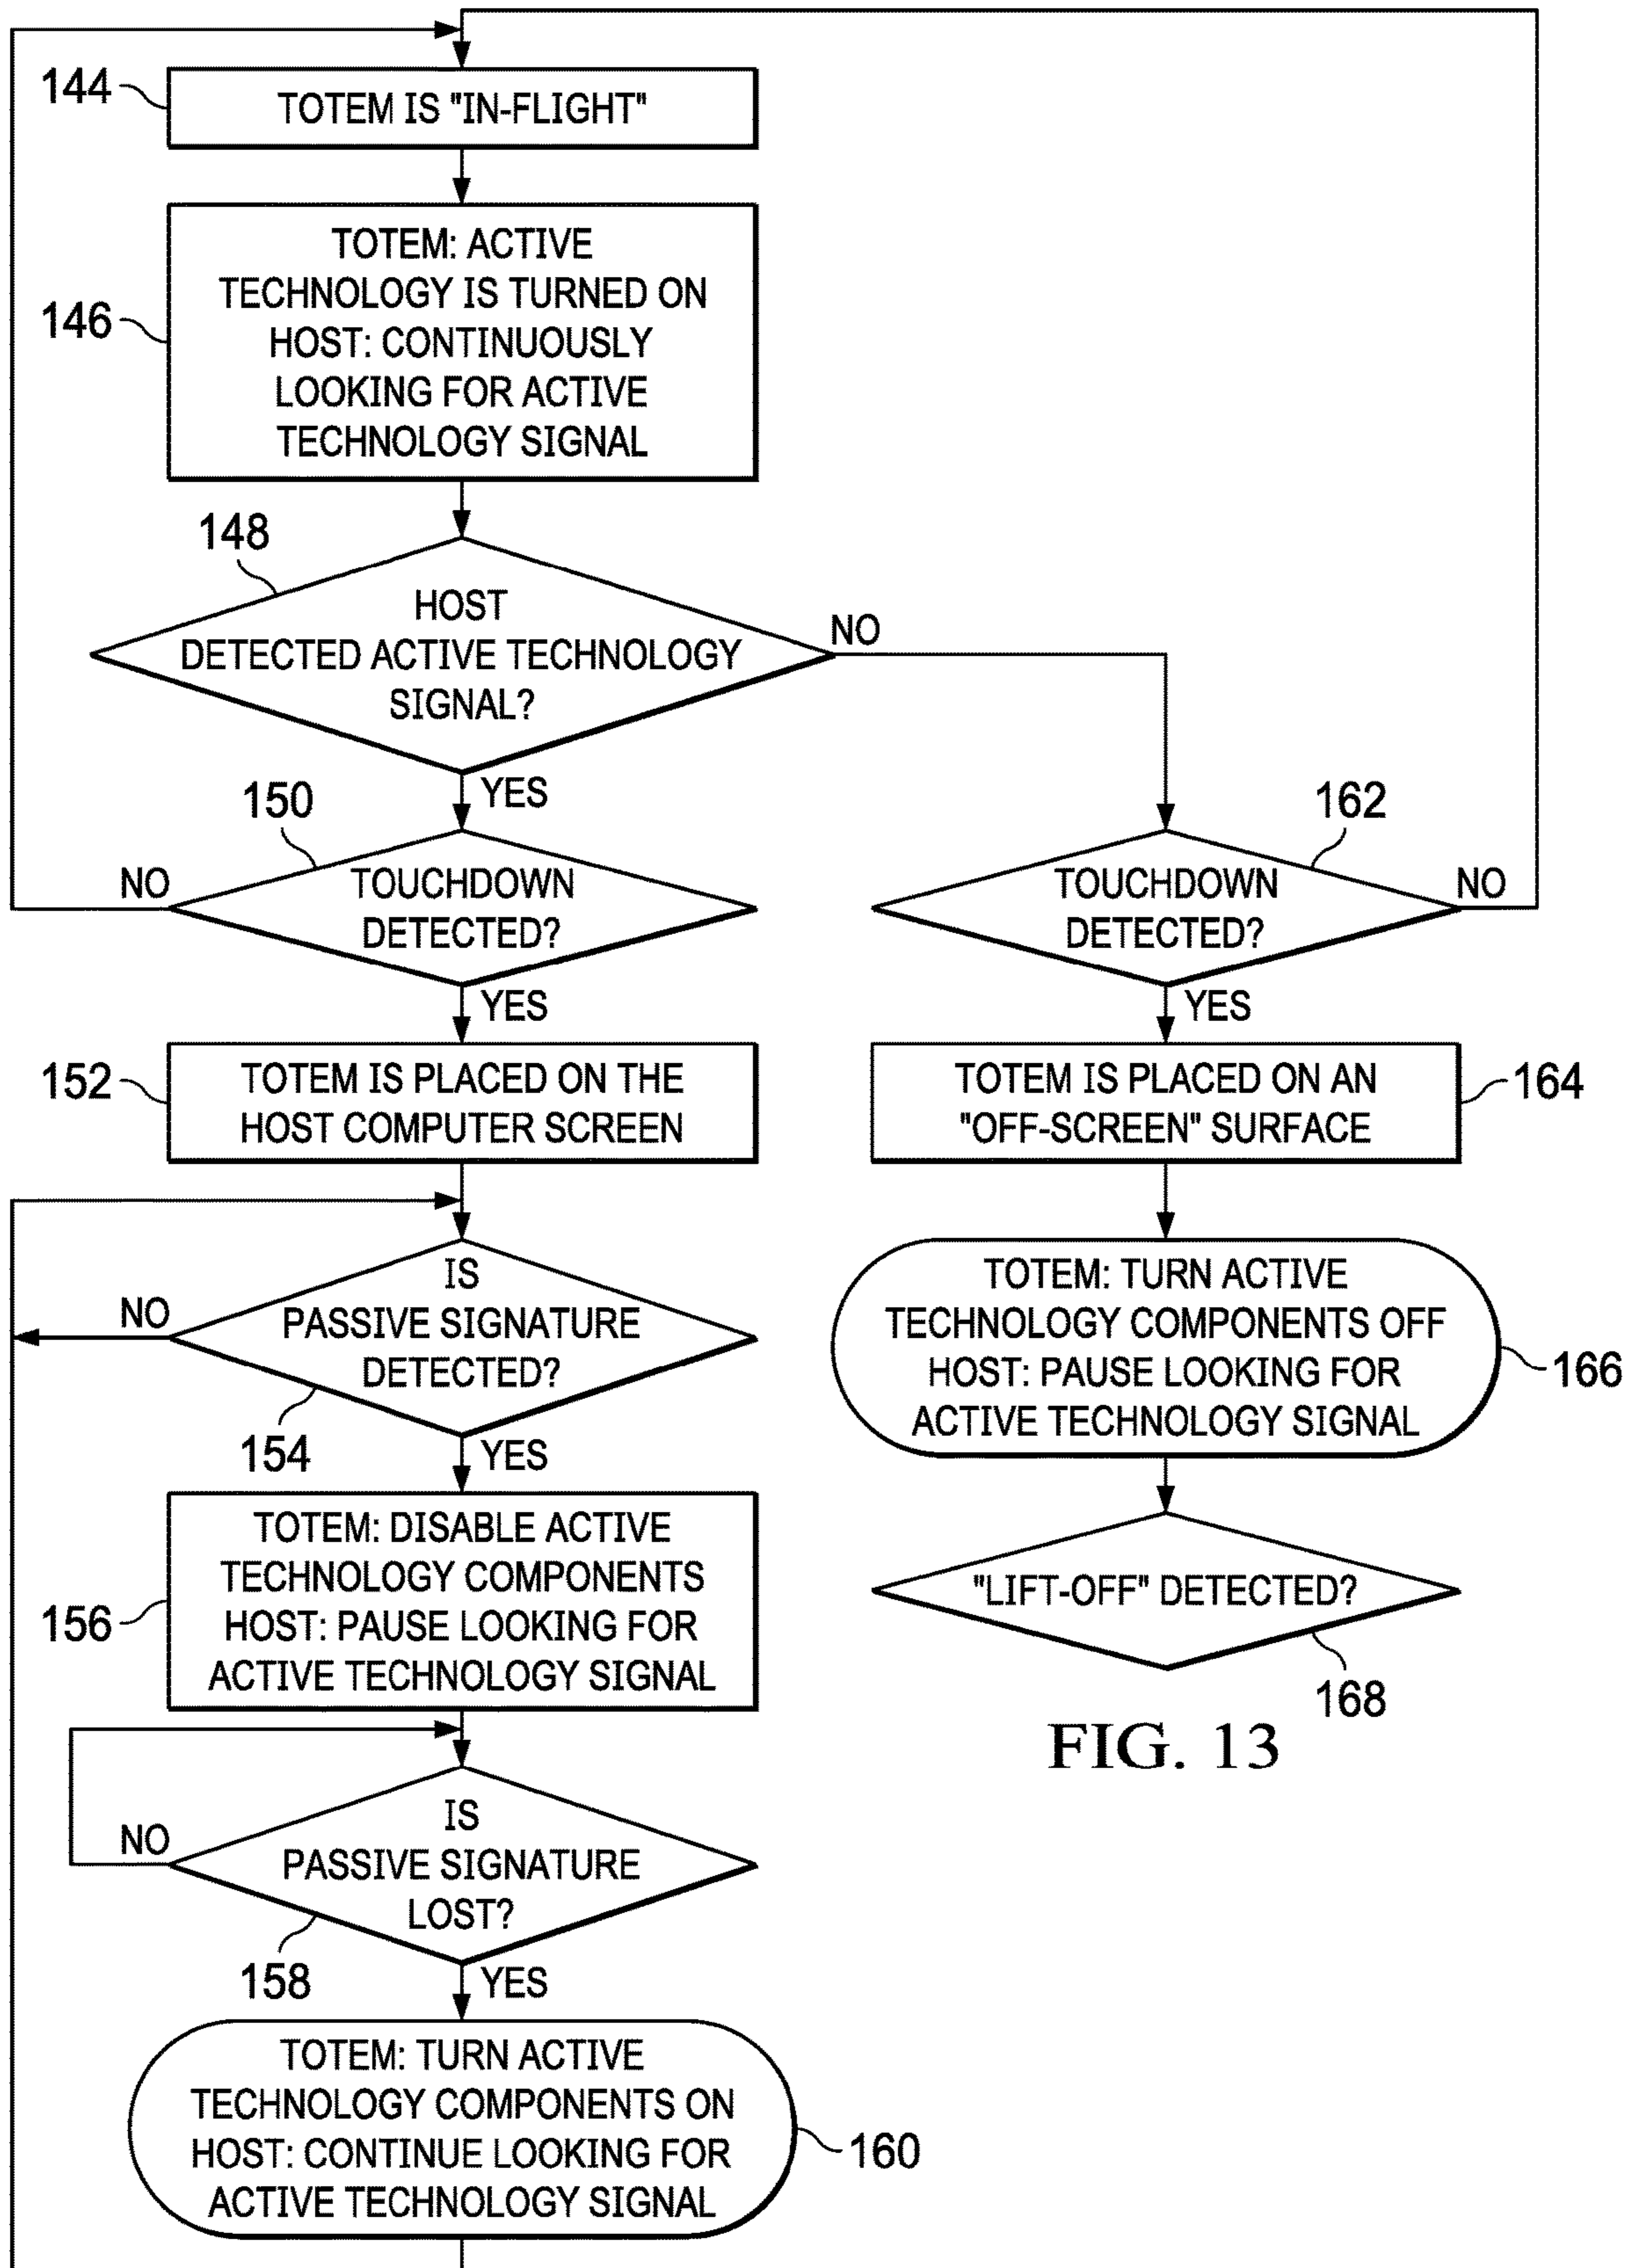 144
TOTEM IS "IN-FLIGHT"
146
TOTEM: ACTIVE
TECHNOLOGY IS TURNED ON
HOST: CONTINUOUSLY
LOOKING FOR ACTIVE
TECHNOLOGY SIGNAL
148
HOST
DETECTED ACTIVE TECHNOLOGY
SIGNAL?
NO
YES
150
TOUCHDOWN
DETECTED?
NO
YES
162
TOUCHDOWN
DETECTED?
NO
YES
152
TOTEM IS PLACED ON THE
HOST COMPUTER SCREEN
TOTEM IS PLACED ON AN
"OFF-SCREEN" SURFACE
164
IS
PASSIVE SIGNATURE
DETECTED?
NO
154
YES
TOTEM: TURN ACTIVE
TECHNOLOGY COMPONENTS OFF
HOST: PAUSE LOOKING FOR
ACTIVE TECHNOLOGY SIGNAL
166
156
TOTEM: DISABLE ACTIVE
TECHNOLOGY COMPONENTS
HOST: PAUSE LOOKING FOR
ACTIVE TECHNOLOGY SIGNAL
"LIFT-OFF" DETECTED?
168
FIG. 13
IS
PASSIVE SIGNATURE
LOST?
NO
158
YES
TOTEM: TURN ACTIVE
TECHNOLOGY COMPONENTS ON
HOST: CONTINUE LOOKING FOR
ACTIVE TECHNOLOGY SIGNAL
160